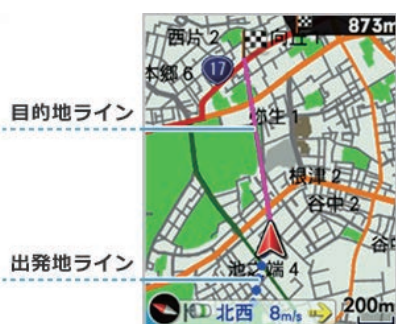 873m
西片 2
向丘 1
本郷 6
17
目的地ライン
弥生 1
根津 2
谷中 2
谷中
池之端 4
出発地ライン
北西 8m/s
200m